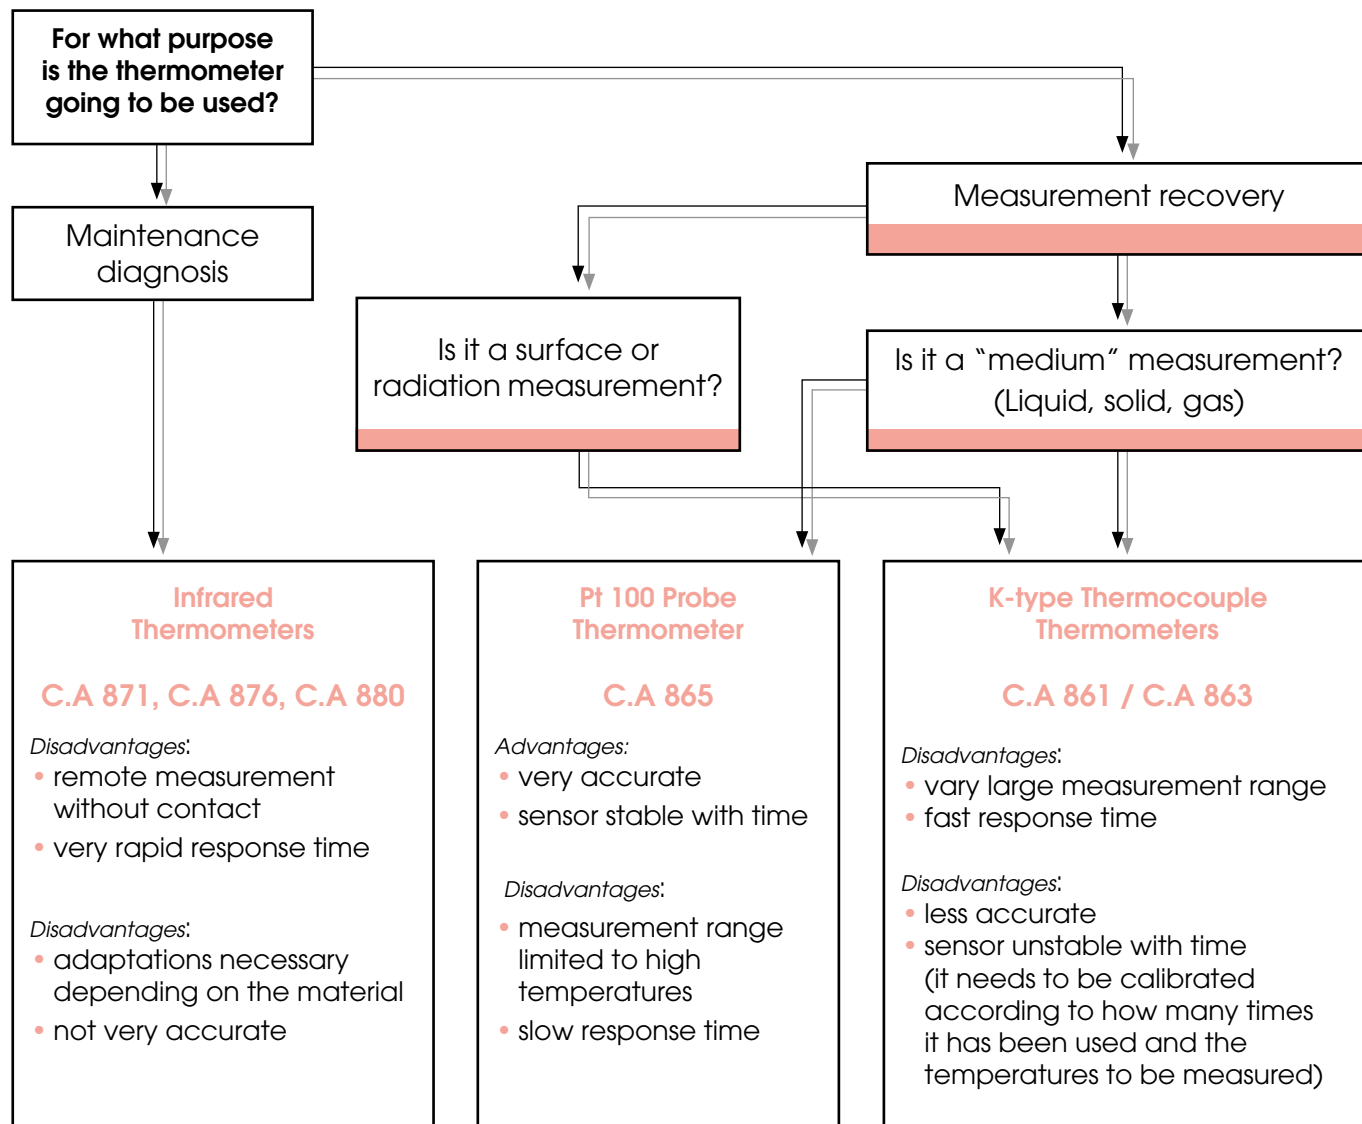 For what purpose
is the thermometer
going to be used?
Measurement recovery
Maintenance
diagnosis
Is it a surface or
radiation measurement?
Is it a “medium” measurement?
(Liquid, solid, gas)
Infrared
Thermometers
C.A 871, C.A 876, C.A 880
Disadvantages:
• remote measurement
without contact
• very rapid response time
Disadvantages:
• adaptations necessary
depending on the material
• not very accurate
Pt 100 Probe
Thermometer
C.A 865
Advantages:
• very accurate
• sensor stable with time
Disadvantages:
• measurement range
limited to high
temperatures
• slow response time
K-type Thermocouple
Thermometers
C.A 861 / C.A 863
Disadvantages:
• vary large measurement range
• fast response time
Disadvantages:
• less accurate
• sensor unstable with time
(it needs to be calibrated
according to how many times
it has been used and the
temperatures to be measured)